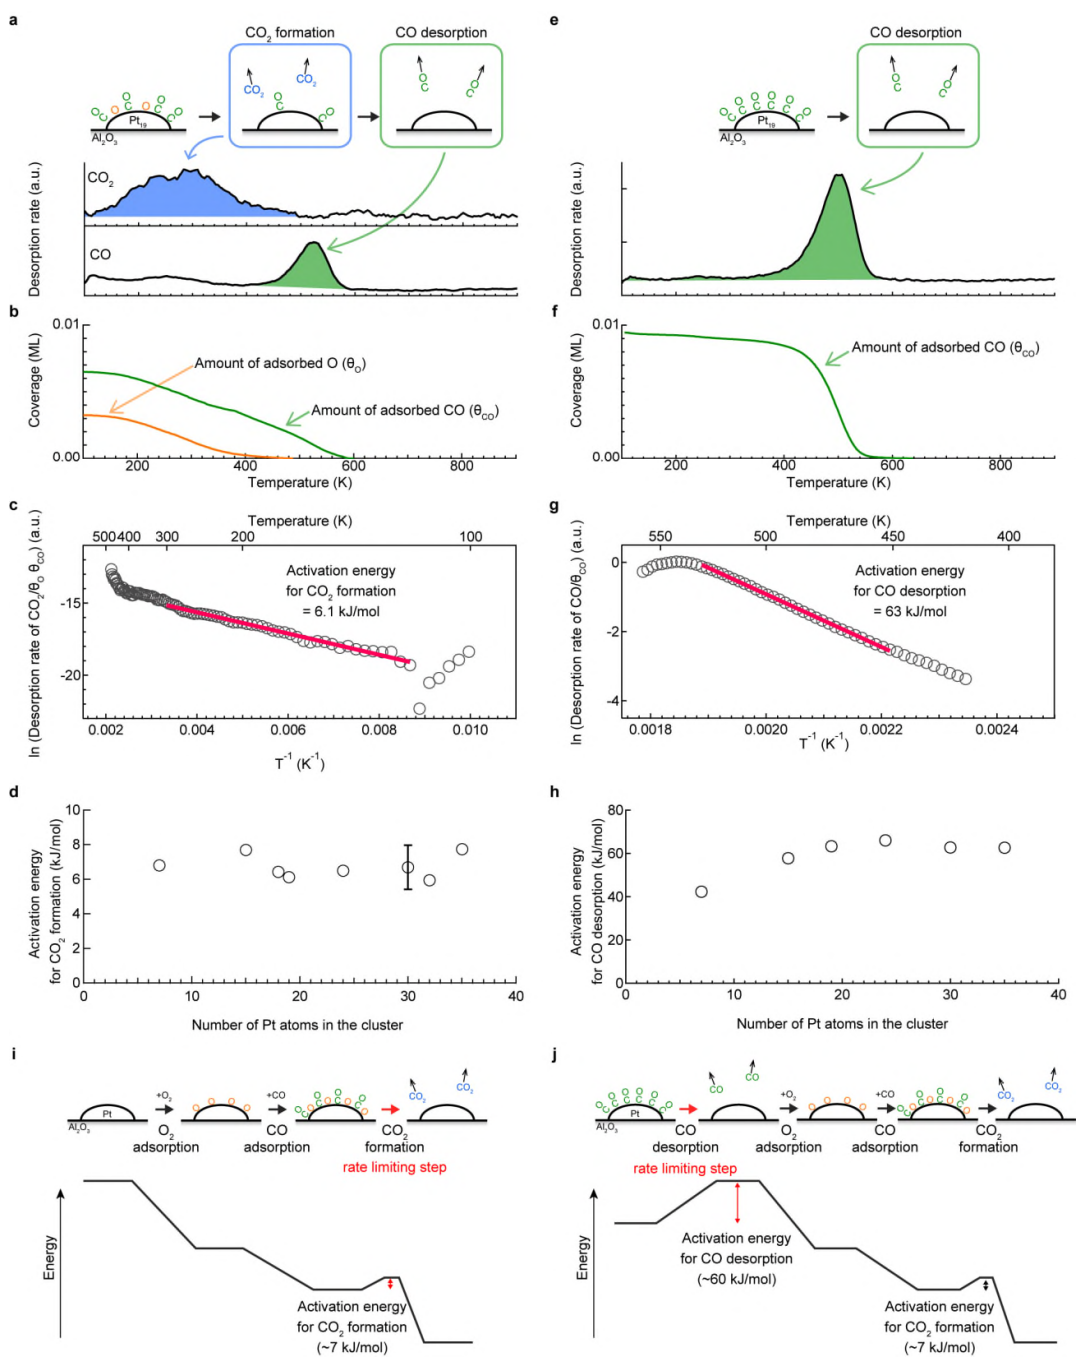 a
CO2 formation
CO desorption
CO2
CO2
O
C
O
C
O
C
O
C
O
O
C
O
C
O
C
O
C
O
C
O
Pt19
Al2O3
Desorption rate (a.u.)
CO2
CO
b
Coverage (ML)
0.01
0.00
Amount of adsorbed O (θO)
Amount of adsorbed CO (θCO)
200 400 600 800
Temperature (K)
c
Temperature (K)
500 400 300 200 100
ln (Desorption rate of CO2/θO θCO) (a.u.)
-15
-20
Activation energy
for CO2 formation
= 6.1 kJ/mol
0.002 0.004 0.006 0.008 0.010
T-1 (K-1)
d
Activation energy
for CO2 formation (kJ/mol)
10
8
6
4
2
0
0 10 20 30 40
Number of Pt atoms in the cluster
e
CO desorption
Pt19
Al2O3
Desorption rate (a.u.)
f
Coverage (ML)
0.01
0.00
Amount of adsorbed CO (θCO)
200 400 600 800
Temperature (K)
g
Temperature (K)
550 500 450 400
ln (Desorption rate of CO/θCO) (a.u.)
0
-2
-4
Activation energy
for CO desorption
= 63 kJ/mol
0.0018 0.0020 0.0022 0.0024
T-1 (K-1)
h
Activation energy
for CO desorption (kJ/mol)
80
60
40
20
0
0 10 20 30 40
Number of Pt atoms in the cluster
i
Pt
Al2O3
+O2
O2
adsorption
+CO
CO
adsorption
CO2 CO2
CO2
formation
rate limiting step
Energy
Activation energy
for CO2 formation
(~7 kJ/mol)
j
Pt
Al2O3
CO
desorption
rate limiting step
CO CO
+O2
O2
adsorption
+CO
CO
adsorption
CO2 CO2
CO2
formation
Energy
Activation energy
for CO desorption
(~60 kJ/mol)
Activation energy
for CO2 formation
(~7 kJ/mol)